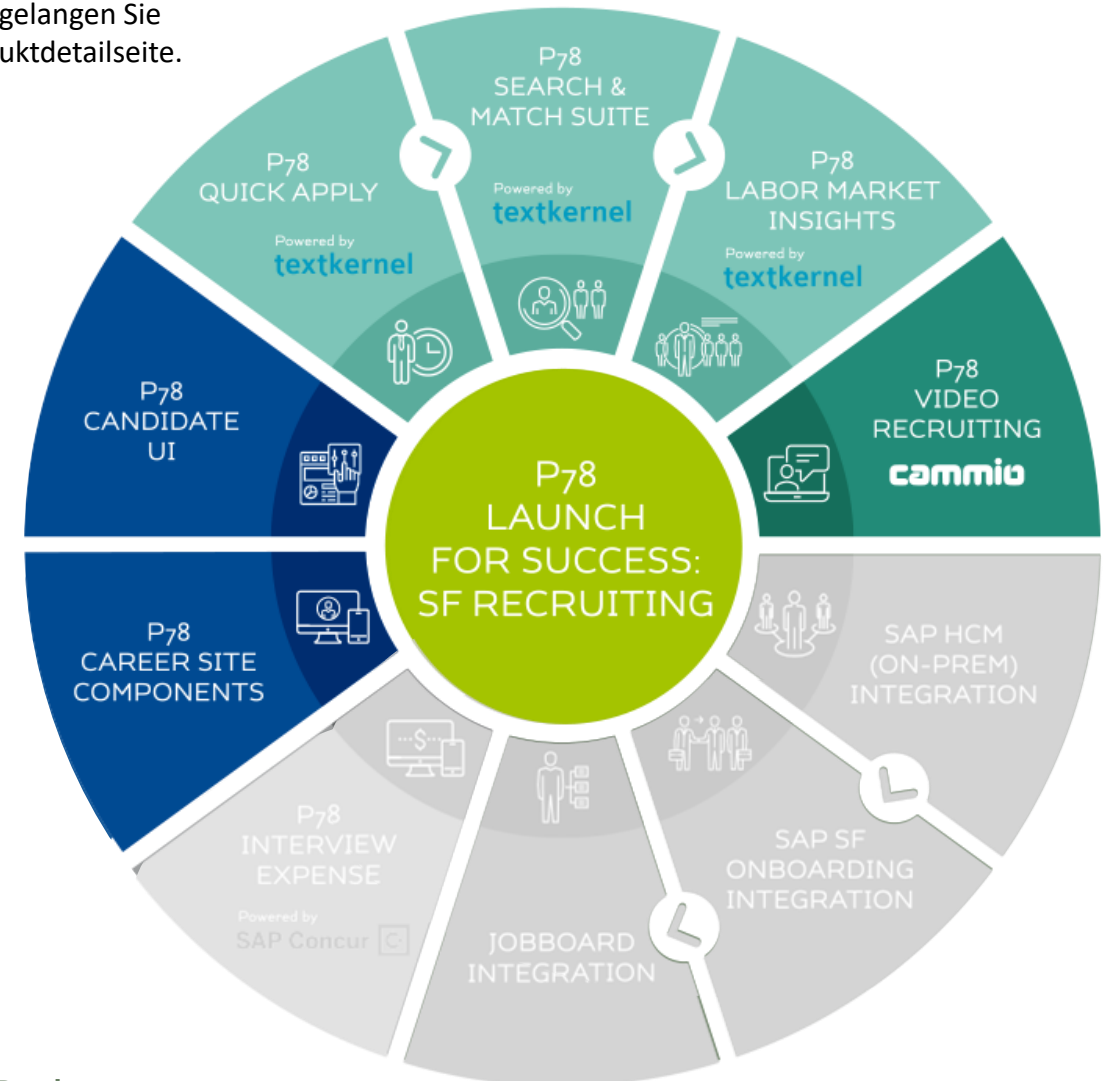 gelangen Sie
uktdetailseite.
P78
SEARCH &
MATCH SUITE
Powered by
textkernel
P78
QUICK APPLY
Powered by
textkernel
P78
LABOR MARKET
INSIGHTS
Powered by
textkernel
P78
CANDIDATE
UI
P78
VIDEO
RECRUITING
cammio
P78
LAUNCH
FOR SUCCESS:
SF RECRUITING
P78
CAREER SITE
COMPONENTS
SAP HCM
(ON-PREM)
INTEGRATION
P78
INTERVIEW
EXPENSE
Powered by
SAP Concur C
SAP SF
ONBOARDING
INTEGRATION
JOBBOARD
INTEGRATION